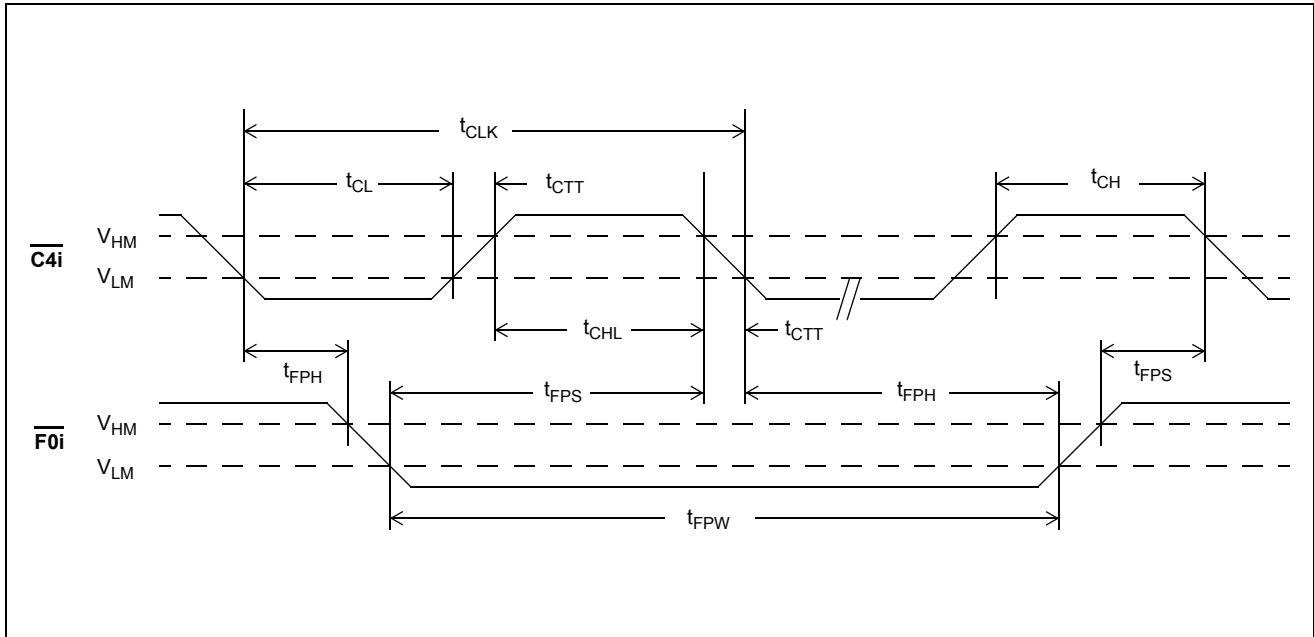 tCLK
tCL
tCTT
tCH
C4i
VHM
VLM
tCHL
tCTT
tFPH
tFPS
tFPH
tFPS
F0i
VHM
VLM
tFPW